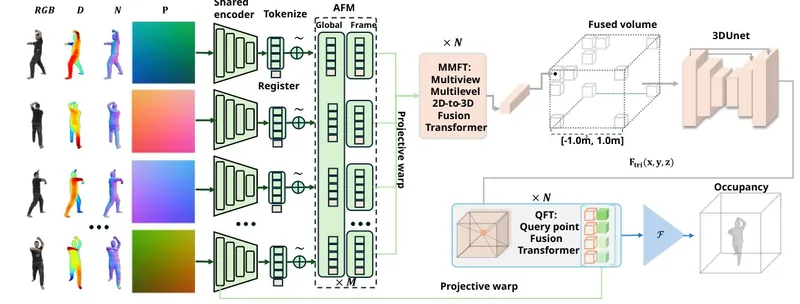 RGB D N P
Shared
encoder
Tokenize
AFM
Global Frame
Register
× M
Projective warp
× N
MMFT:
Multiview
Multilevel
2D-to-3D
Fusion
Transformer
Fused volume
[-1.0m, 1.0m]
3DUnet
F_tri(x, y, z)
× N
QFT:
Query point
Fusion
Transformer
Projective warp
F
Occupancy